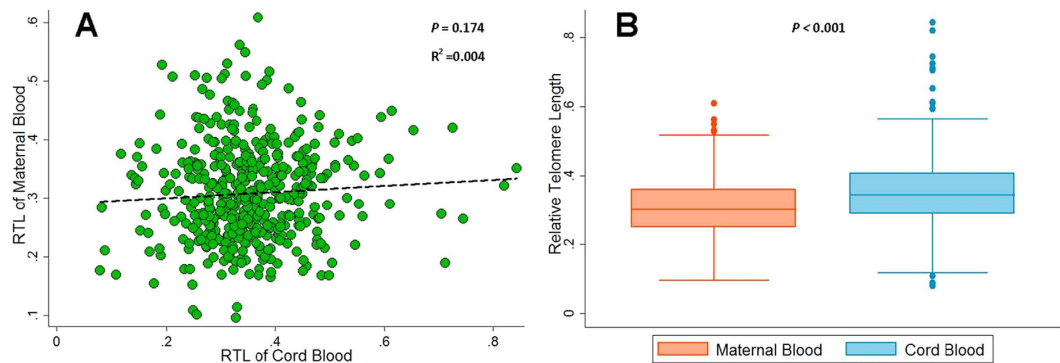 A
P = 0.174
R² =0.004
RTL of Maternal Blood
.6
.5
.4
.3
.2
.1
0
.2
.4
.6
.8
RTL of Cord Blood
B
P < 0.001
Relative Telomere Length
.8
.6
.4
.2
0
Maternal Blood
Cord Blood